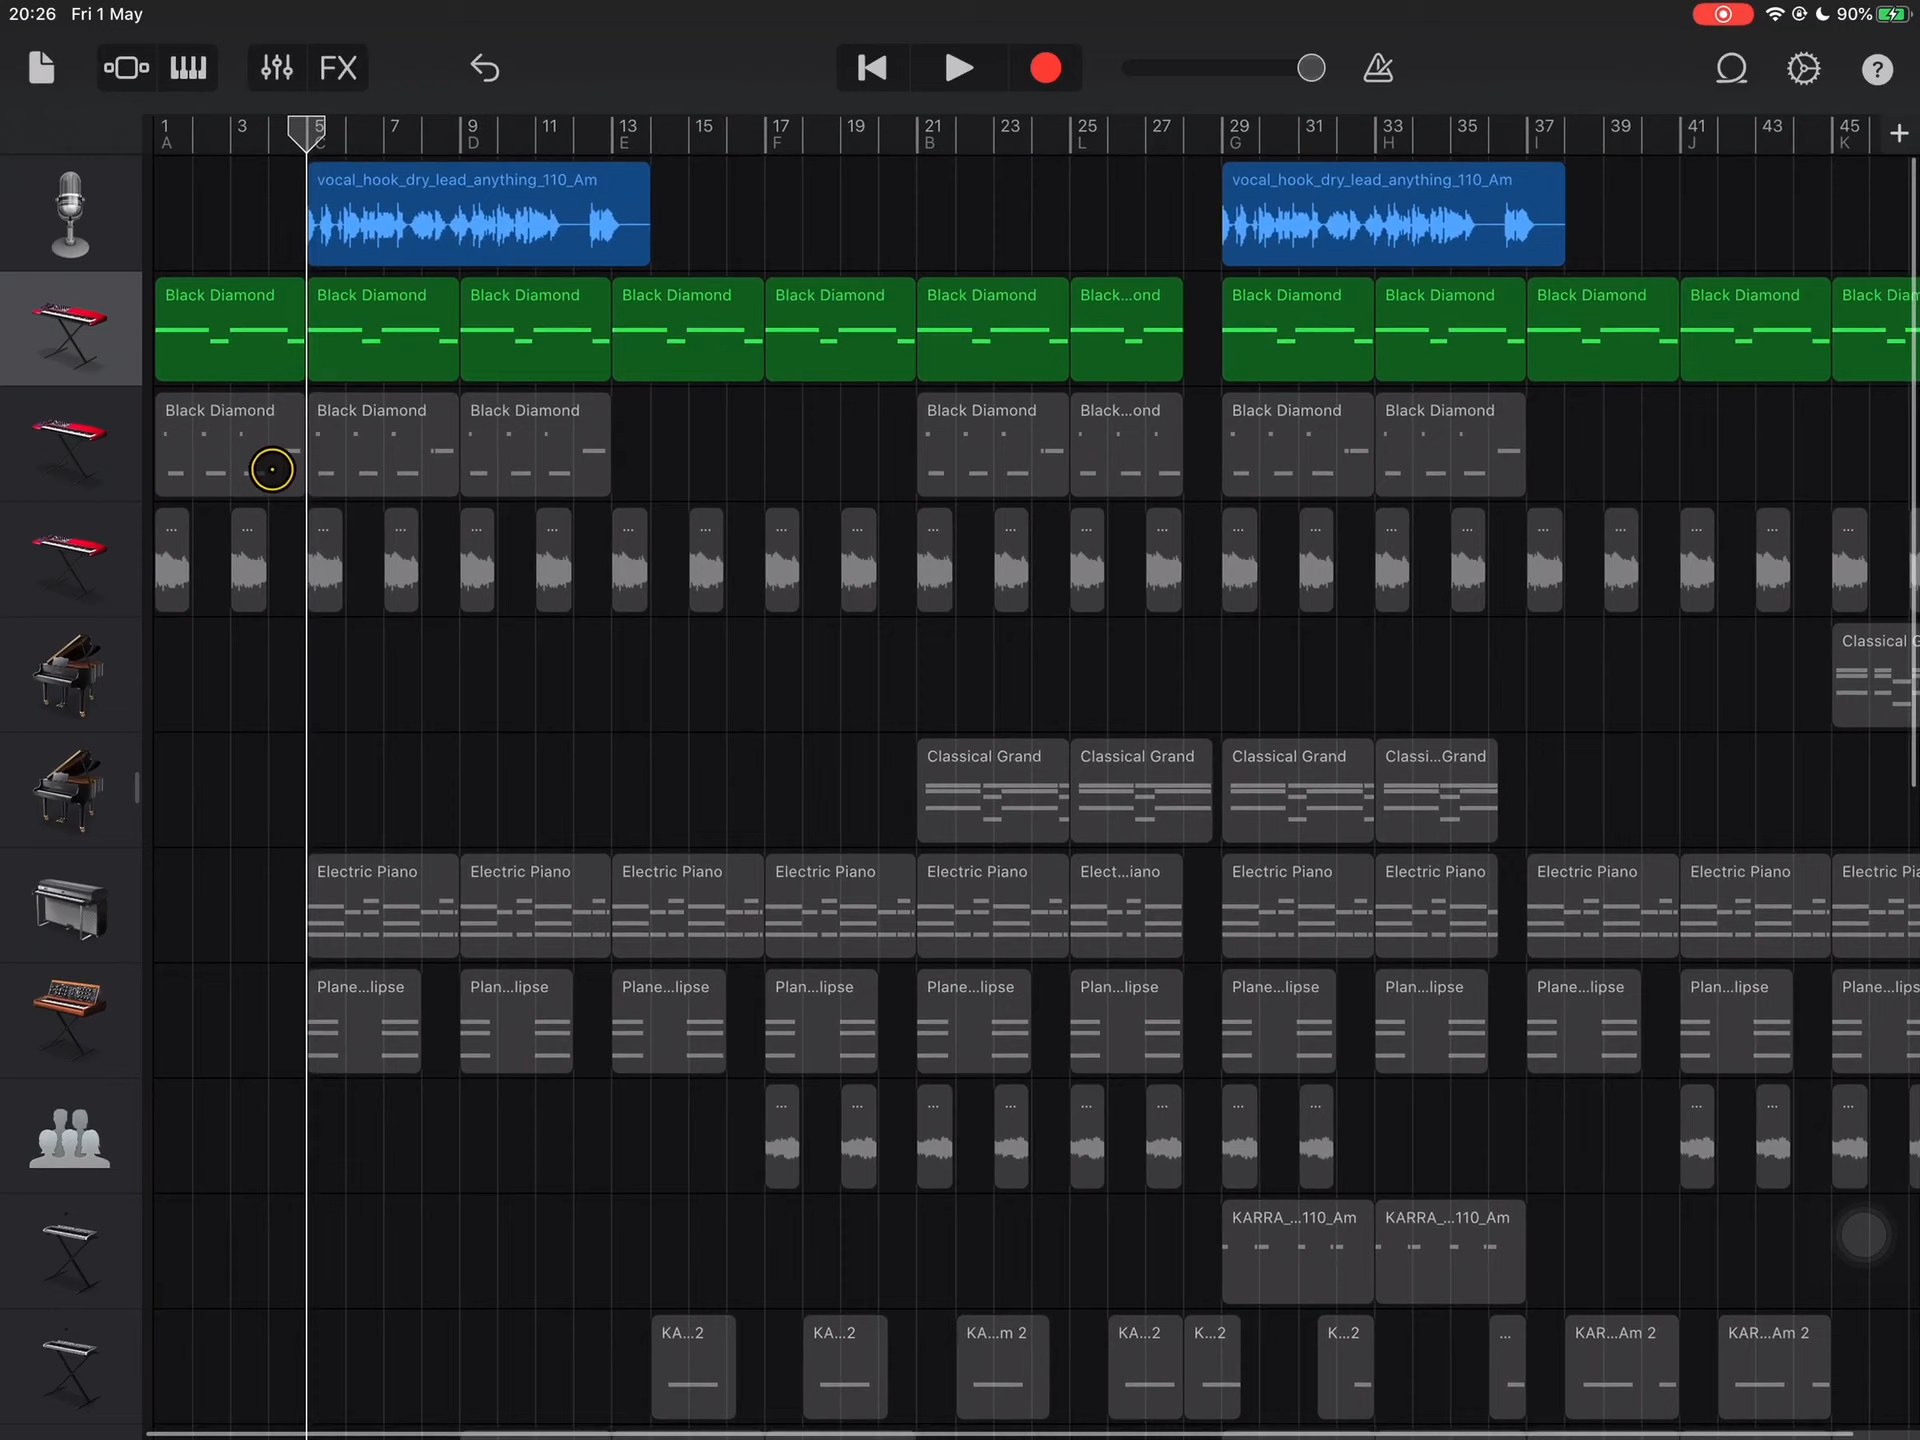 20:26 Fri 1 May 90%
FX ?
1 3 5 7 9 11 13 15 17 19 21 23 25 27 29 31 33 35 37 39 41 43 45 +
A C D E F B L G H I J K
vocal_hook_dry_lead_anything_110_Am vocal_hook_dry_lead_anything_110_Am
Black Diamond Black Diamond Black Diamond Black Diamond Black Diamond Black Diamond Black...ond Black Diamond Black Diamond Black Diamond Black Diamond Black Diam
Black Diamond Black Diamond Black Diamond Black Diamond Black...ond Black Diamond Black Diamond
... ... ... ... ... ... ... ... ... ... ... ... ... ... ... ... ... ... ... ... ... ... ...
Classical G
Classical Grand Classical Grand Classical Grand Classi...Grand
Electric Piano Electric Piano Electric Piano Electric Piano Electric Piano Elect...iano Electric Piano Electric Piano Electric Piano Electric Piano Electric Pia
Plane...lipse Plan...lipse Plane...lipse Plan...lipse Plane...lipse Plan...lipse Plane...lipse Plan...lipse Plane...lipse Plan...lipse Plane...lips
... ... ... ... ... ... ... ... ... ... ...
KARRA_...110_Am KARRA_...110_Am
KA...2 KA...2 KA...m 2 KA...2 K...2 K...2 ... KAR...Am 2 KAR...Am 2